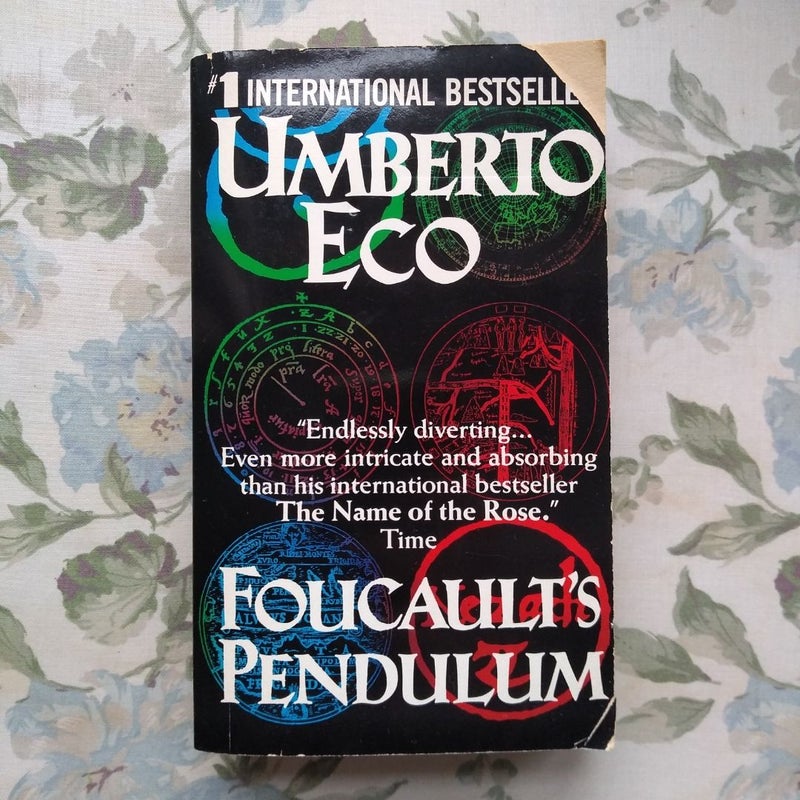 #1 INTERNATIONAL BESTSELLE
UMBERTO
ECO
"Endlessly diverting...
Even more intricate and absorbing
than his international bestseller
The Name of the Rose."
Time
FOUCAULT'S
PENDULUM